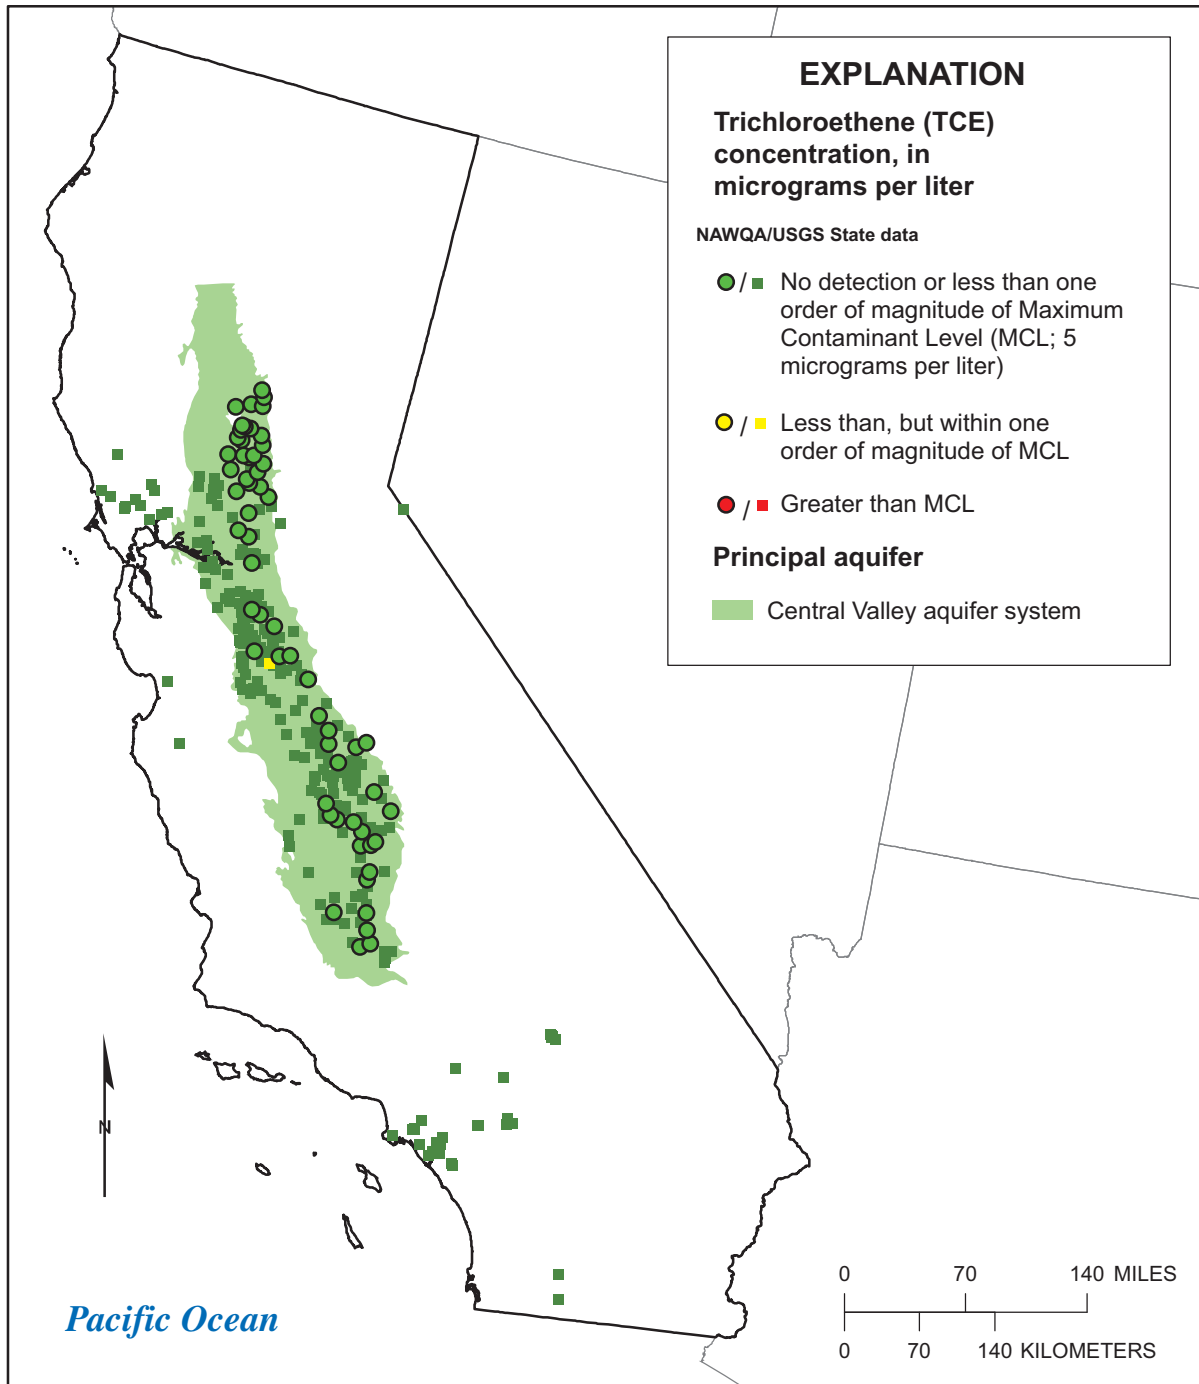 EXPLANATION
Trichloroethene (TCE)
concentration, in
micrograms per liter
NAWQA/USGS State data
/ No detection or less than one
order of magnitude of Maximum
Contaminant Level (MCL; 5
micrograms per liter)
/ Less than, but within one
order of magnitude of MCL
/ Greater than MCL
Principal aquifer
Central Valley aquifer system
N
Pacific Ocean
0 70 140 MILES
0 70 140 KILOMETERS